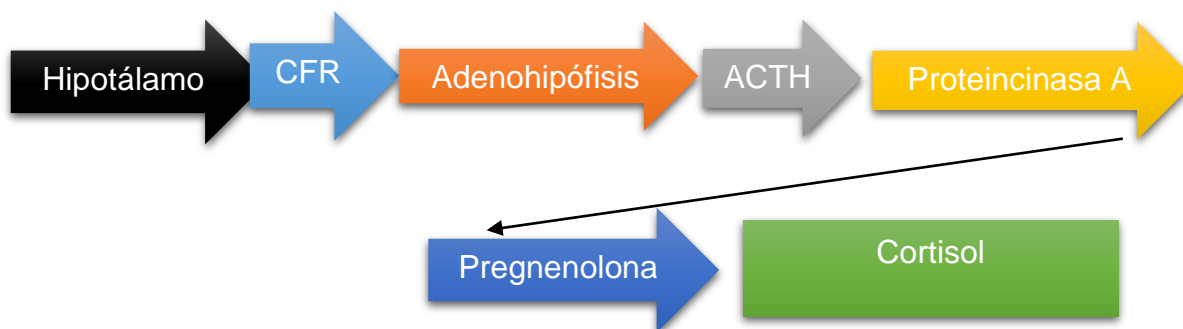 Hipotálamo
CFR
Adenohipófisis
ACTH
Proteincinasa A
Pregnenolona
Cortisol